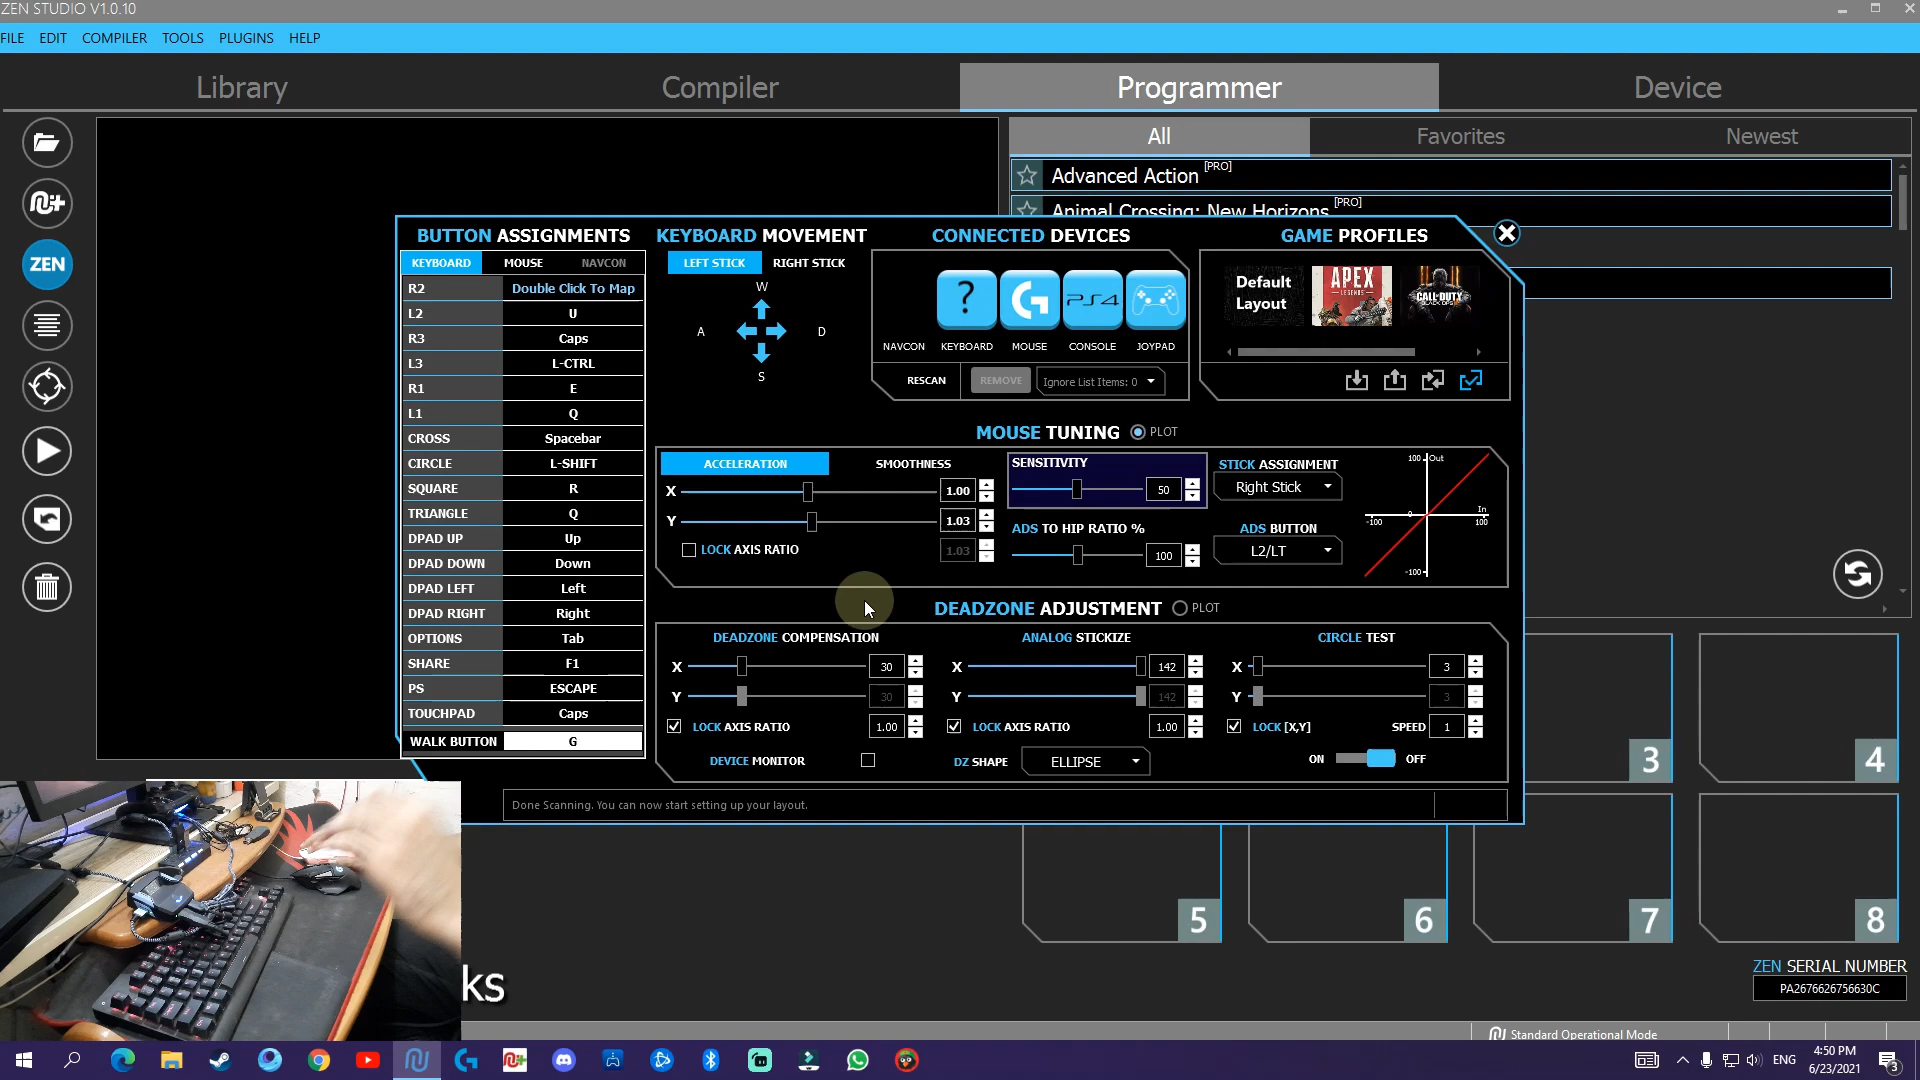 ZEN STUDIO V1.0.10
FILE EDIT COMPILER TOOLS PLUGINS HELP
Library Compiler Programmer Device
All Favorites Newest
Advanced Action [PRO]
Animal Crossing: New Horizons [PRO]
ZEN
BUTTON ASSIGNMENTS
KEYBOARD MOUSE NAVCON
R2 Double Click To Map
L2 U
R3 Caps
L3 L-CTRL
R1 E
L1 Q
CROSS Spacebar
CIRCLE L-SHIFT
SQUARE R
TRIANGLE Q
DPAD UP Up
DPAD DOWN Down
DPAD LEFT Left
DPAD RIGHT Right
OPTIONS Tab
SHARE F1
PS ESCAPE
TOUCHPAD Caps
WALK BUTTON G
KEYBOARD MOVEMENT
LEFT STICK RIGHT STICK
W
A D
S
CONNECTED DEVICES
? G PS4
NAVCON KEYBOARD MOUSE CONSOLE JOYPAD
RESCAN REMOVE Ignore List Items: 0
GAME PROFILES
Default Layout
APEX LEGENDS
CALL OF DUTY BLACK OPS
MOUSE TUNING PLOT
ACCELERATION SMOOTHNESS
X 1.00
Y 1.03
LOCK AXIS RATIO 1.03
SENSITIVITY
50
ADS TO HIP RATIO %
100
STICK ASSIGNMENT
Right Stick
ADS BUTTON
L2/LT
100 Out
In
-100 0 100
-100
DEADZONE ADJUSTMENT PLOT
DEADZONE COMPENSATION
X 30
Y 30
LOCK AXIS RATIO 1.00
DEVICE MONITOR
ANALOG STICKIZE
X 142
Y 142
LOCK AXIS RATIO 1.00
DZ SHAPE ELLIPSE
CIRCLE TEST
X 3
Y 3
LOCK [X,Y] SPEED 1
ON OFF
Done Scanning. You can now start setting up your layout.
3 4
5 6 7 8
ks
ZEN SERIAL NUMBER
PA2676626756630C
Standard Operational Mode
ENG
4:50 PM
6/23/2021
3